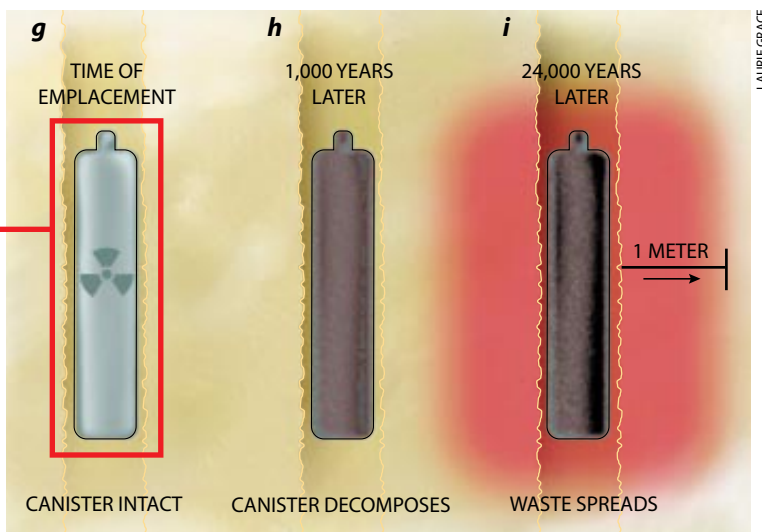 g
TIME OF
EMPLACEMENT
CANISTER INTACT
h
1,000 YEARS
LATER
CANISTER DECOMPOSES
i
24,000 YEARS
LATER
1 METER
WASTE SPREADS
LAURIE GRACE